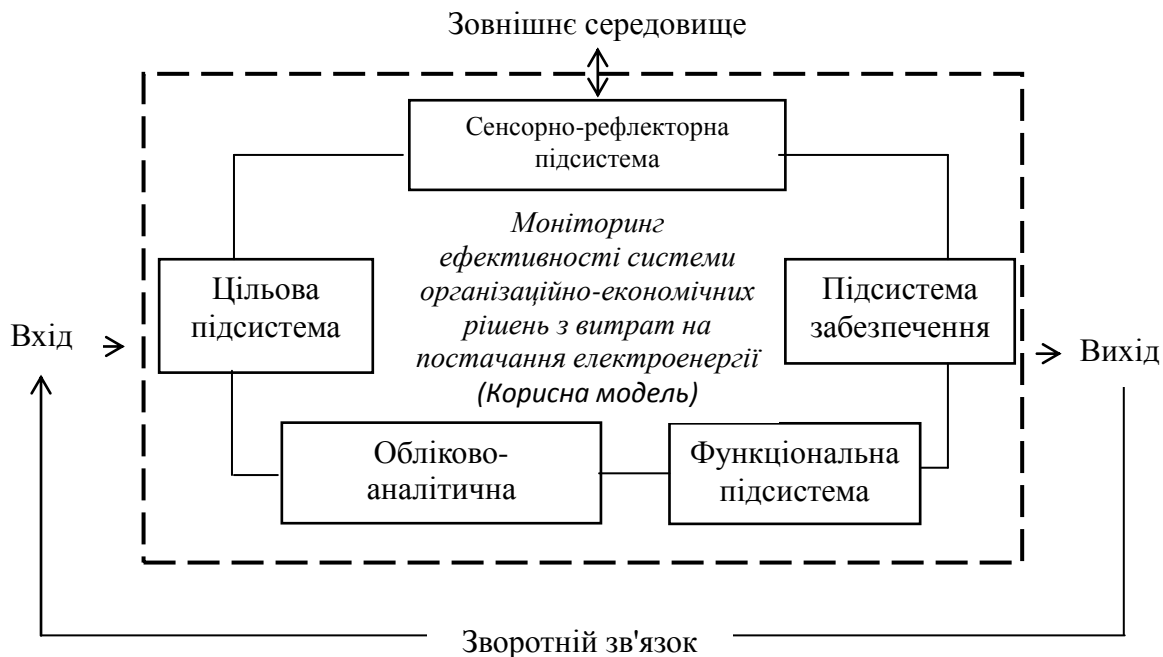 Зовнішнє середовище
Сенсорно-рефлекторна
підсистема
Моніторинг
ефективності системи
організаційно-економічних
рішень з витрат на
постачання електроенергії
(Корисна модель)
Цільова
підсистема
Підсистема
забезпечення
Вхід
Вихід
Обліково-
аналітична
Функціональна
підсистема
Зворотній зв'язок